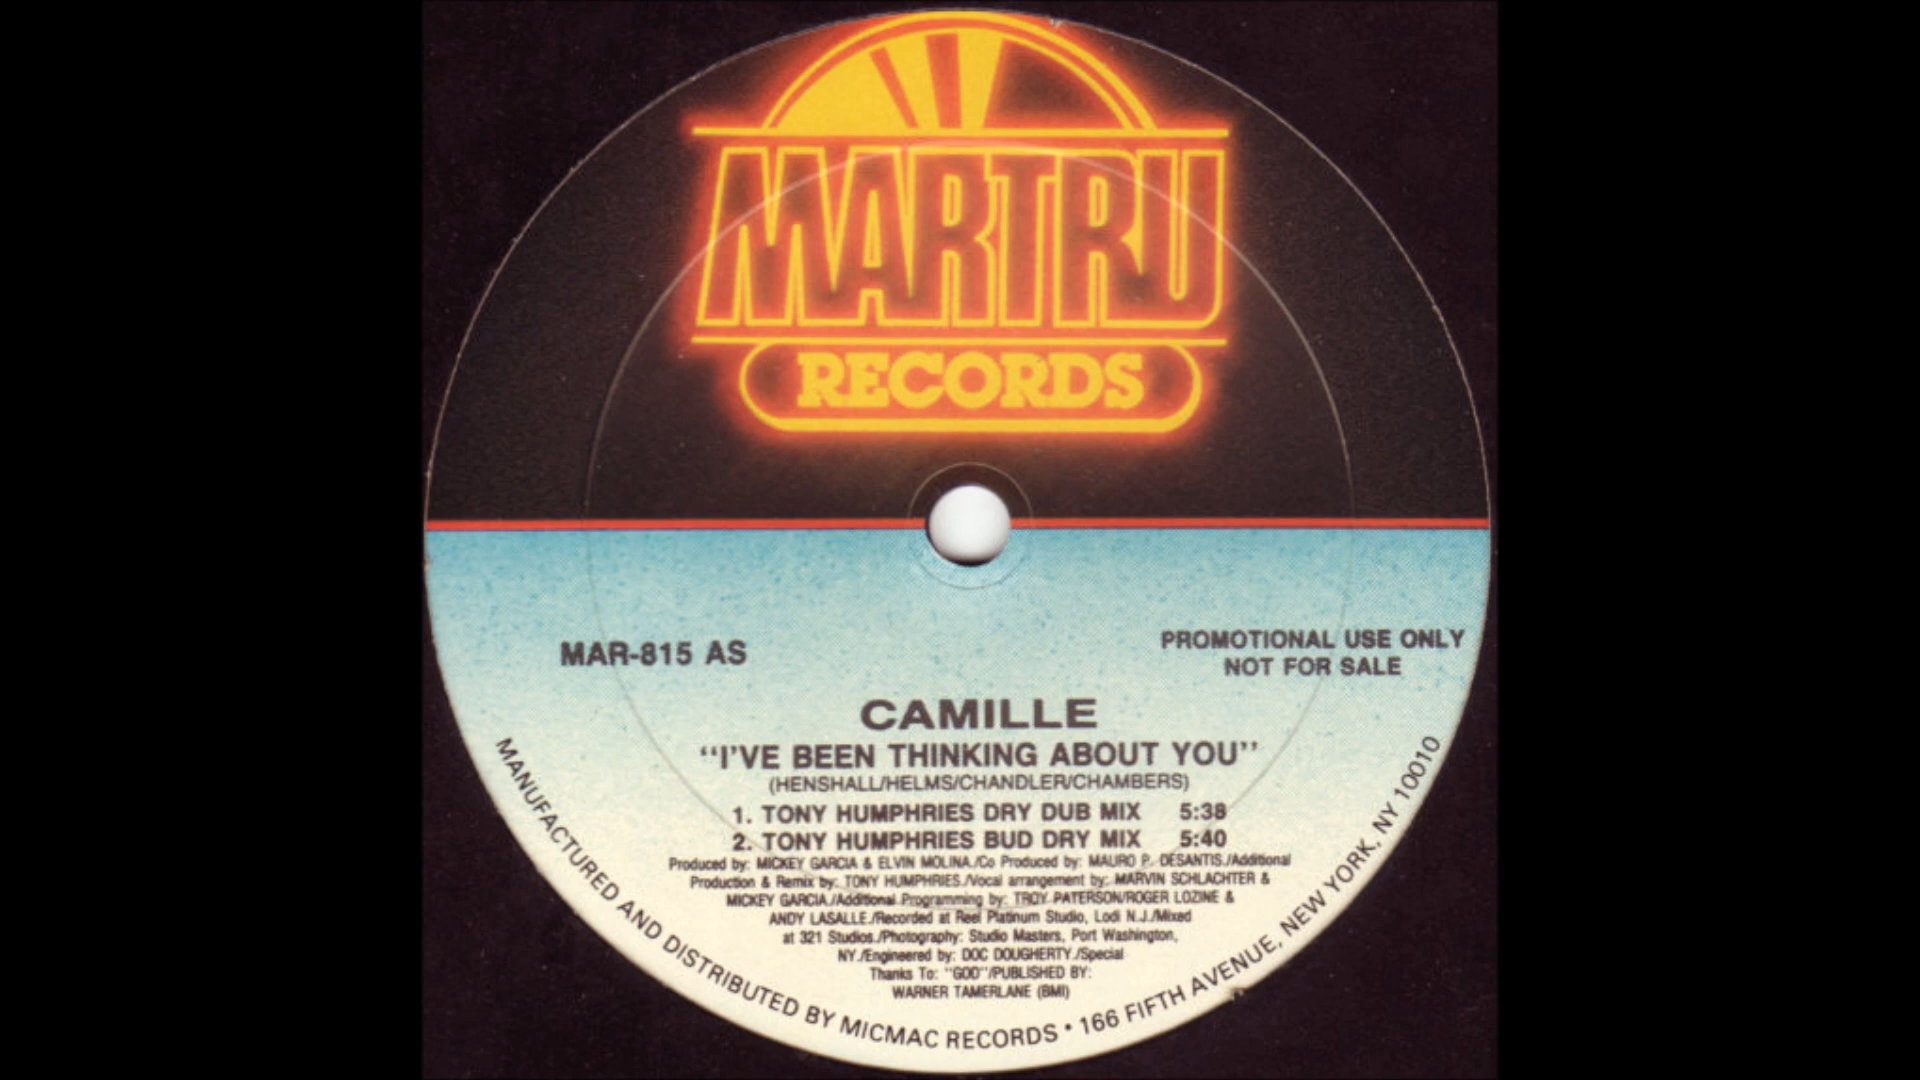 MARTRU
RECORDS
MAR-815 AS
PROMOTIONAL USE ONLY
NOT FOR SALE
CAMILLE
"I'VE BEEN THINKING ABOUT YOU"
(HENSHALL/HELMS/CHANDLER/CHAMBERS)
1. TONY HUMPHRIES DRY DUB MIX 5:38
2. TONY HUMPHRIES BUD DRY MIX 5:40
Produced by: MICKEY GARCIA & ELVIN MOLINA./Co Produced by: MAURO P. DESANTIS./Additional
Production & Remix by: TONY HUMPHRIES./Vocal arrangement by: MARVIN SCHLACHTER &
MICKEY GARCIA./Additional Programming by: TROY PATERSON/ROGER LOZINE &
ANDY LASALLE./Recorded at Reel Platinum Studio, Lodi N.J./Mixed
at 321 Studios./Photography: Studio Masters, Port Washington,
NY./Engineered by: DOC DOUGHERTY./Special
Thanks To: "GOD"/PUBLISHED BY:
WARNER TAMERLANE (BMI)
MANUFACTURED AND DISTRIBUTED BY MICMAC RECORDS • 166 FIFTH AVENUE, NEW YORK, NY 10010